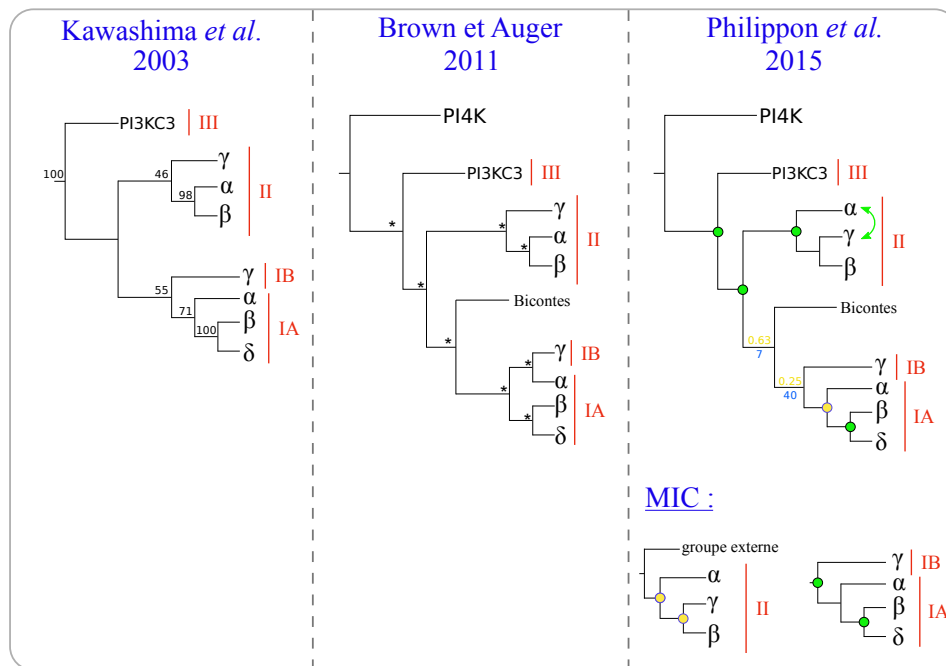 Kawashima et al.
2003
100
PI3KC3
III
46
γ
98
α
β
II
55
γ
IB
71
α
100
β
δ
IA
Brown et Auger
2011
PI4K
PI3KC3
III
*
*
γ
*
α
β
II
*
Bicontes
*
*
γ
IB
α
*
β
δ
IA
Philippon et al.
2015
PI4K
PI3KC3
III
α
γ
β
II
Bicontes
0.63
7
0.25
40
γ
IB
α
β
δ
IA
MIC :
groupe externe
α
γ
β
II
γ
IB
α
β
δ
IA